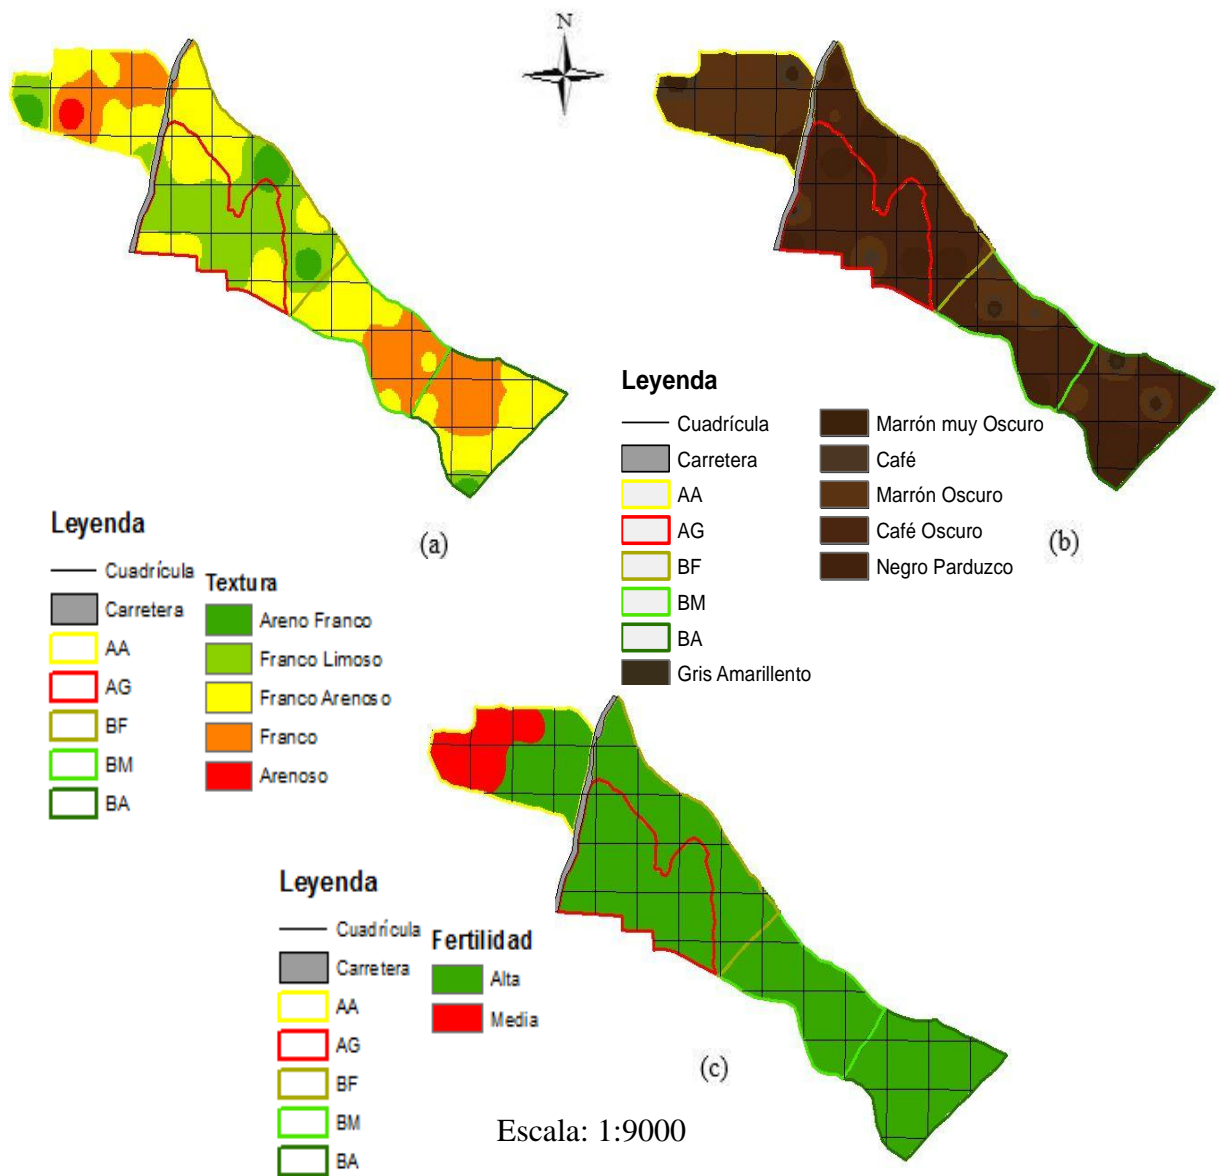 N
(a)
Leyenda
Cuadrícula
Carretera
AA
AG
BF
BM
BA
Textura
Areno Franco
Franco Limoso
Franco Arenoso
Franco
Arenoso
Leyenda
Cuadrícula
Carretera
AA
AG
BF
BM
BA
Gris Amarillento
Marrón muy Oscuro
Café
Marrón Oscuro
Café Oscuro
Negro Parduzco
(b)
Leyenda
Cuadrícula
Carretera
AA
AG
BF
BM
BA
Fertilidad
Alta
Media
(c)
Escala: 1:9000